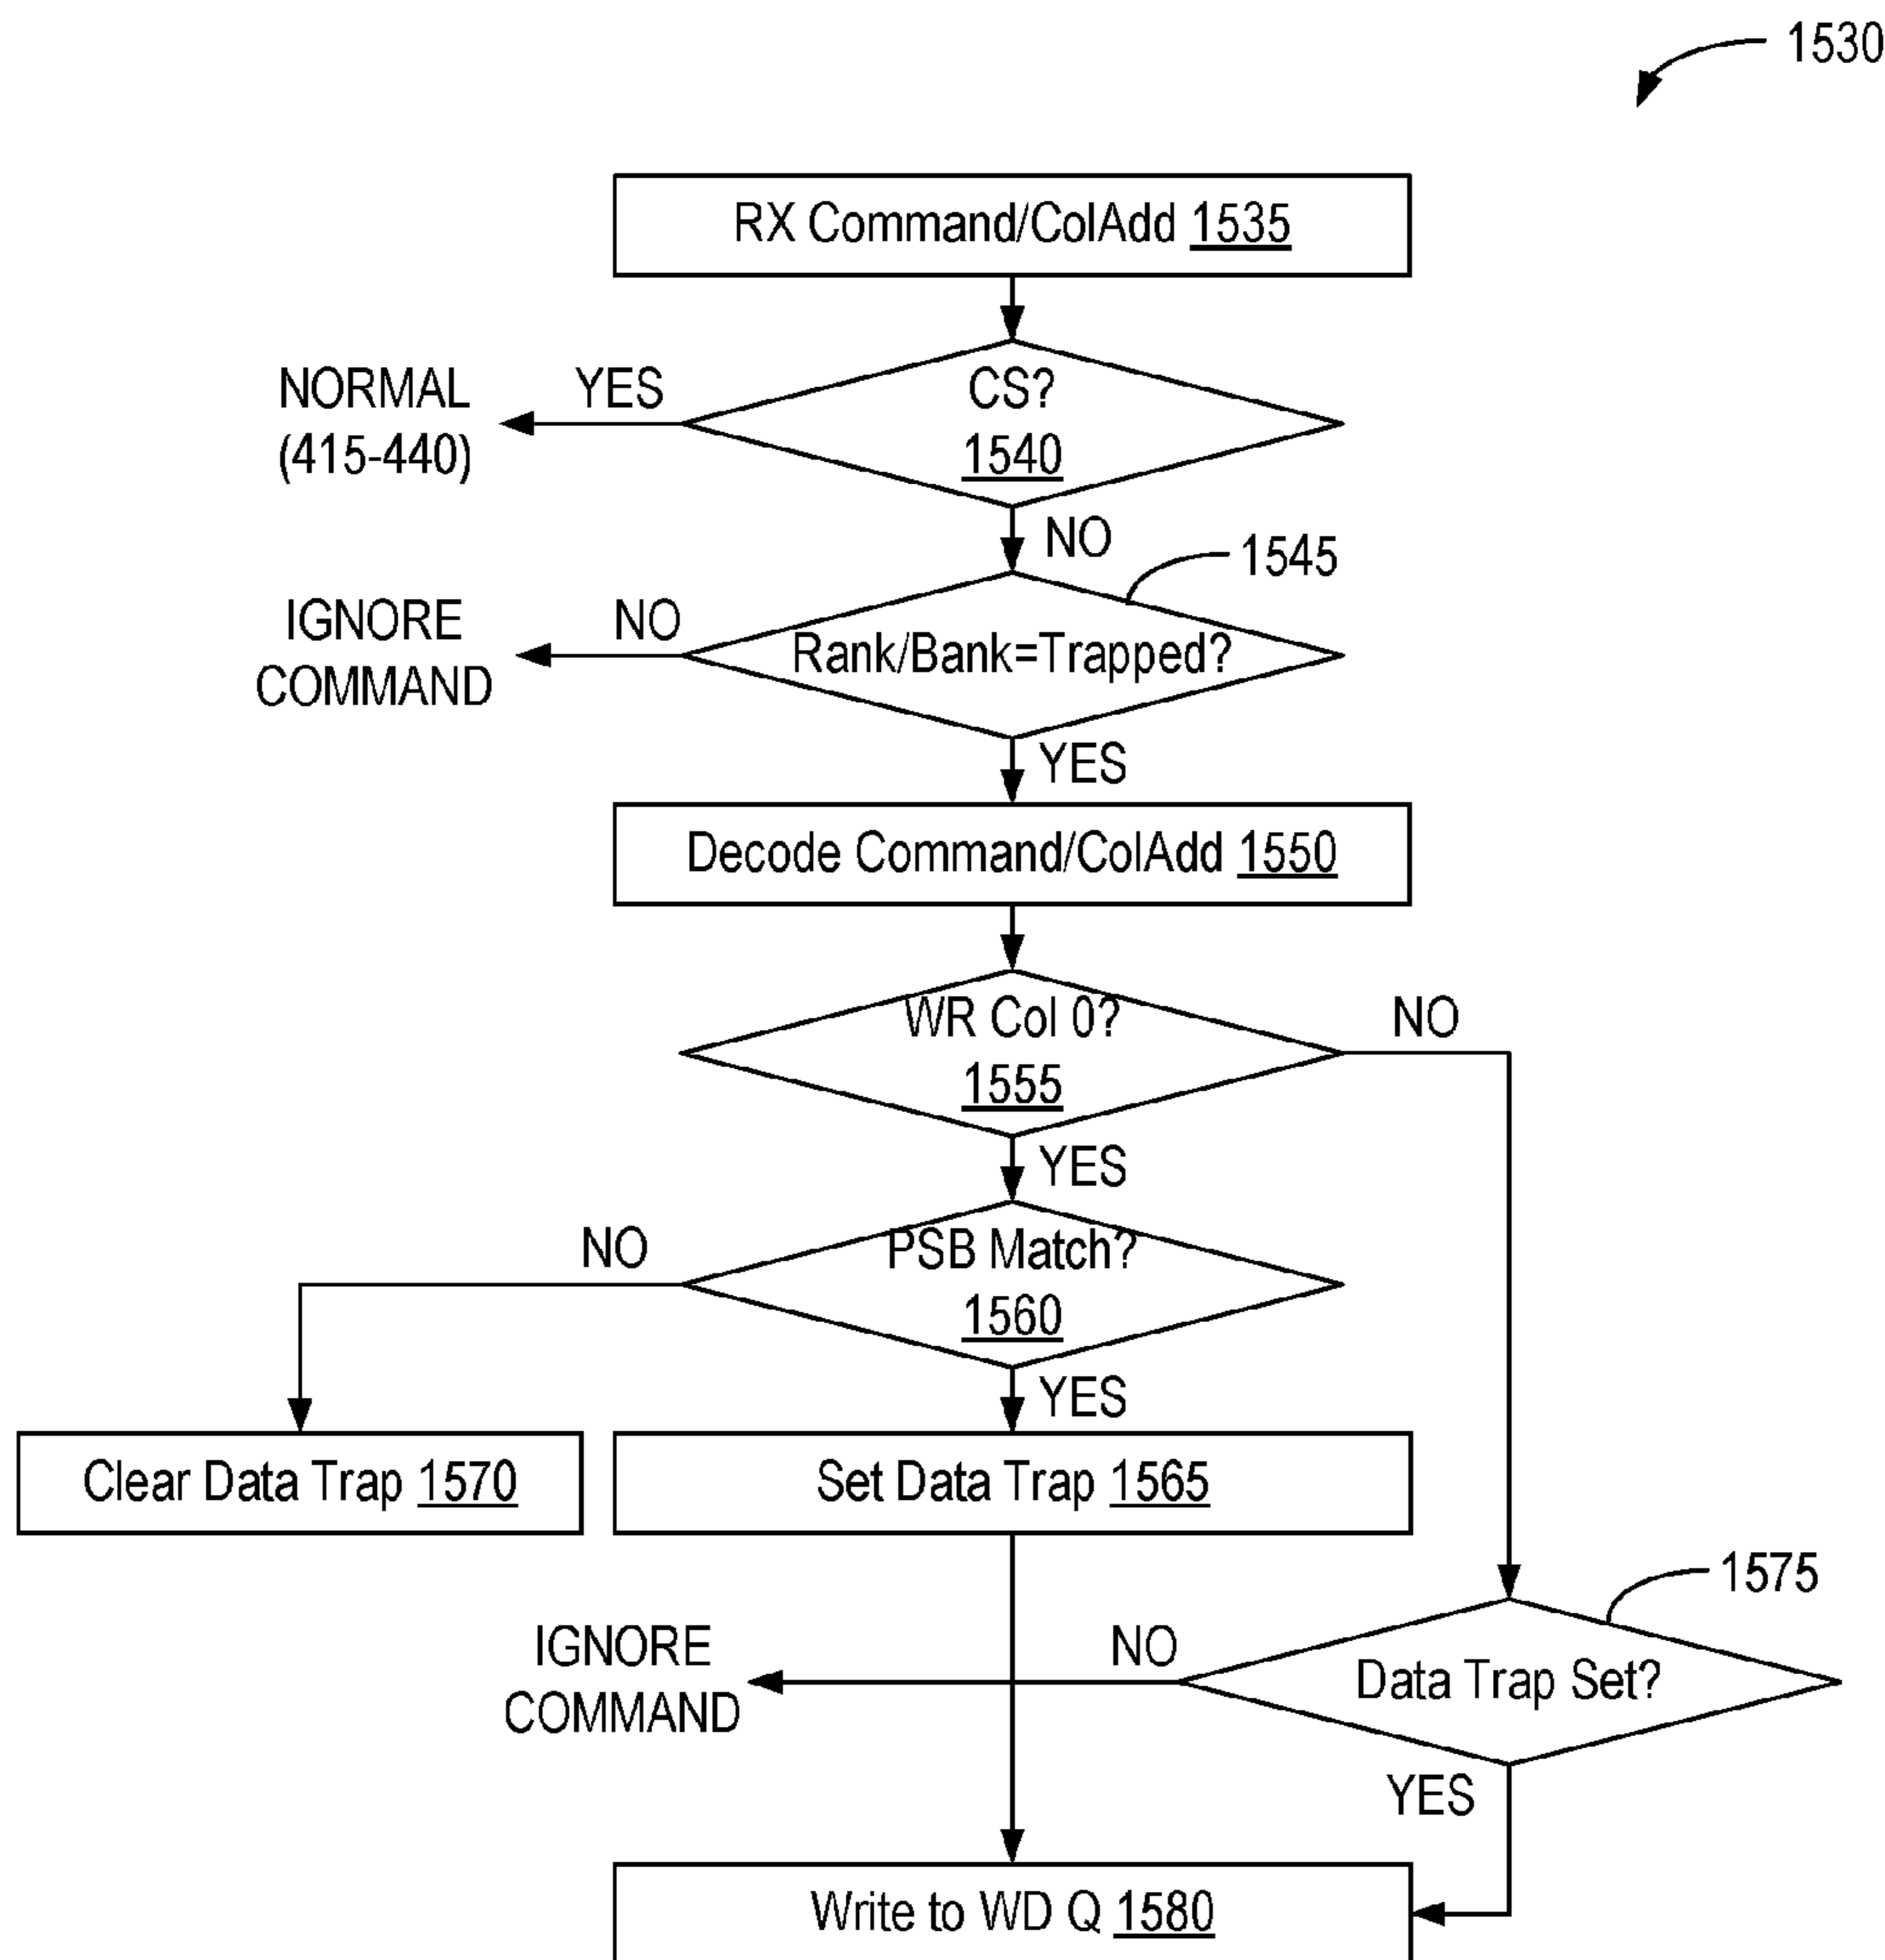 1530
RX Command/ColAdd 1535
CS?
1540
YES
NORMAL
(415-440)
NO
1545
Rank/Bank=Trapped?
NO
IGNORE
COMMAND
YES
Decode Command/ColAdd 1550
WR Col 0?
1555
NO
YES
PSB Match?
1560
NO
YES
Clear Data Trap 1570
Set Data Trap 1565
1575
Data Trap Set?
NO
IGNORE
COMMAND
YES
Write to WD Q 1580